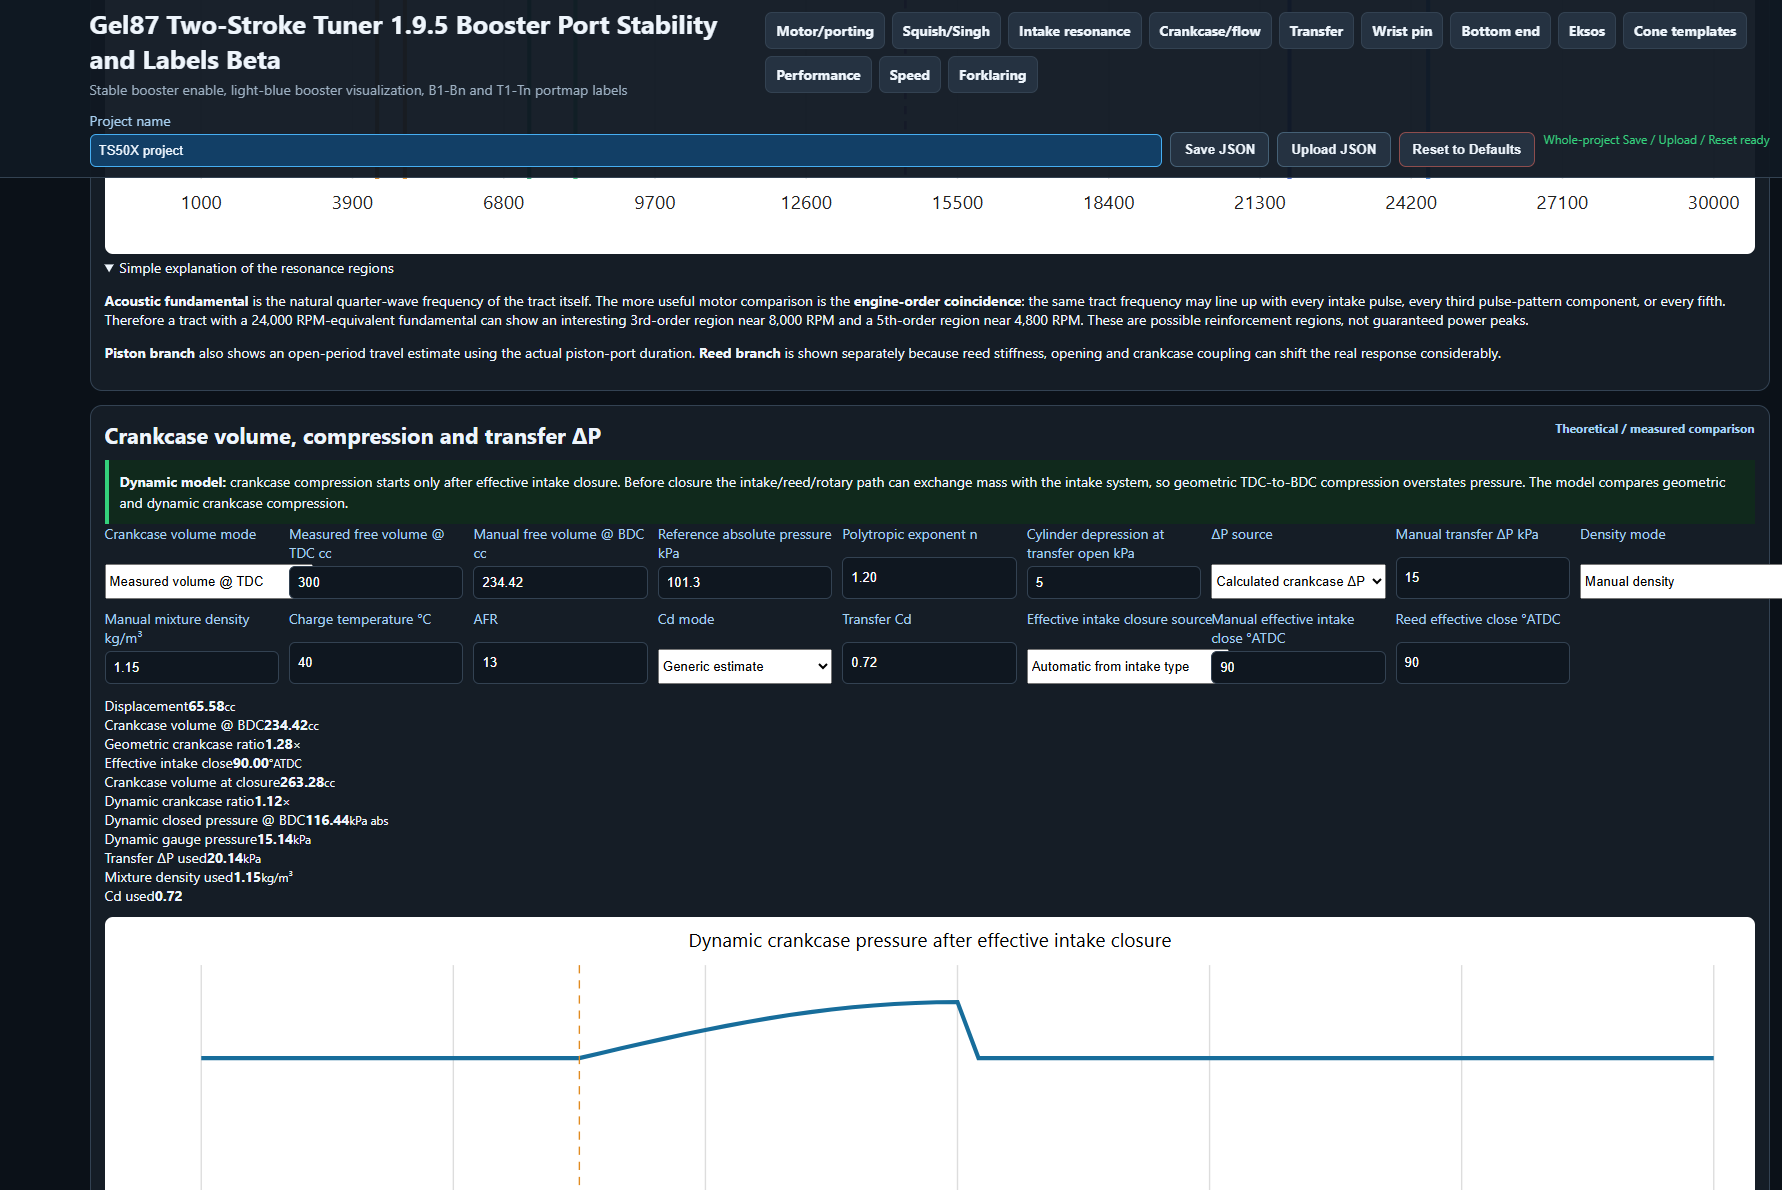 Gel87 Two-Stroke Tuner 1.9.5 Booster Port Stability
and Labels Beta
Stable booster enable, light-blue booster visualization, B1-Bn and T1-Tn portmap labels
Motor/porting
Squish/Singh
Intake resonance
Crankcase/flow
Transfer
Wrist pin
Bottom end
Eksos
Cone templates
Performance
Speed
Forklaring
Project name
TS50X project
Save JSON
Upload JSON
Reset to Defaults
Whole-project Save / Upload / Reset ready
1000 3900 6800 9700 12600 15500 18400 21300 24200 27100 30000
▼ Simple explanation of the resonance regions
Acoustic fundamental is the natural quarter-wave frequency of the tract itself. The more useful motor comparison is the engine-order coincidence: the same tract frequency may line up with every intake pulse, every third pulse-pattern component, or every fifth.
Therefore a tract with a 24,000 RPM-equivalent fundamental can show an interesting 3rd-order region near 8,000 RPM and a 5th-order region near 4,800 RPM. These are possible reinforcement regions, not guaranteed power peaks.
Piston branch also shows an open-period travel estimate using the actual piston-port duration. Reed branch is shown separately because reed stiffness, opening and crankcase coupling can shift the real response considerably.
Crankcase volume, compression and transfer ΔP
Theoretical / measured comparison
Dynamic model: crankcase compression starts only after effective intake closure. Before closure the intake/reed/rotary path can exchange mass with the intake system, so geometric TDC-to-BDC compression overstates pressure. The model compares geometric
and dynamic crankcase compression.
Crankcase volume mode
Measured volume @ TDC
Measured free volume @
TDC cc
300
Manual free volume @ BDC
cc
234.42
Reference absolute pressure
kPa
101.3
Polytropic exponent n
1.20
Cylinder depression at
transfer open kPa
5
ΔP source
Calculated crankcase ΔP
Manual transfer ΔP kPa
15
Density mode
Manual density
Manual mixture density
kg/m³
1.15
Charge temperature °C
40
AFR
13
Cd mode
Generic estimate
Transfer Cd
0.72
Effective intake closure source
Automatic from intake type
Manual effective intake
close °ATDC
90
Reed effective close °ATDC
90
Displacement65.58cc
Crankcase volume @ BDC234.42cc
Geometric crankcase ratio1.28×
Effective intake close90.00°ATDC
Crankcase volume at closure263.28cc
Dynamic crankcase ratio1.12×
Dynamic closed pressure @ BDC116.44kPa abs
Dynamic gauge pressure15.14kPa
Transfer ΔP used20.14kPa
Mixture density used1.15kg/m³
Cd used0.72
Dynamic crankcase pressure after effective intake closure